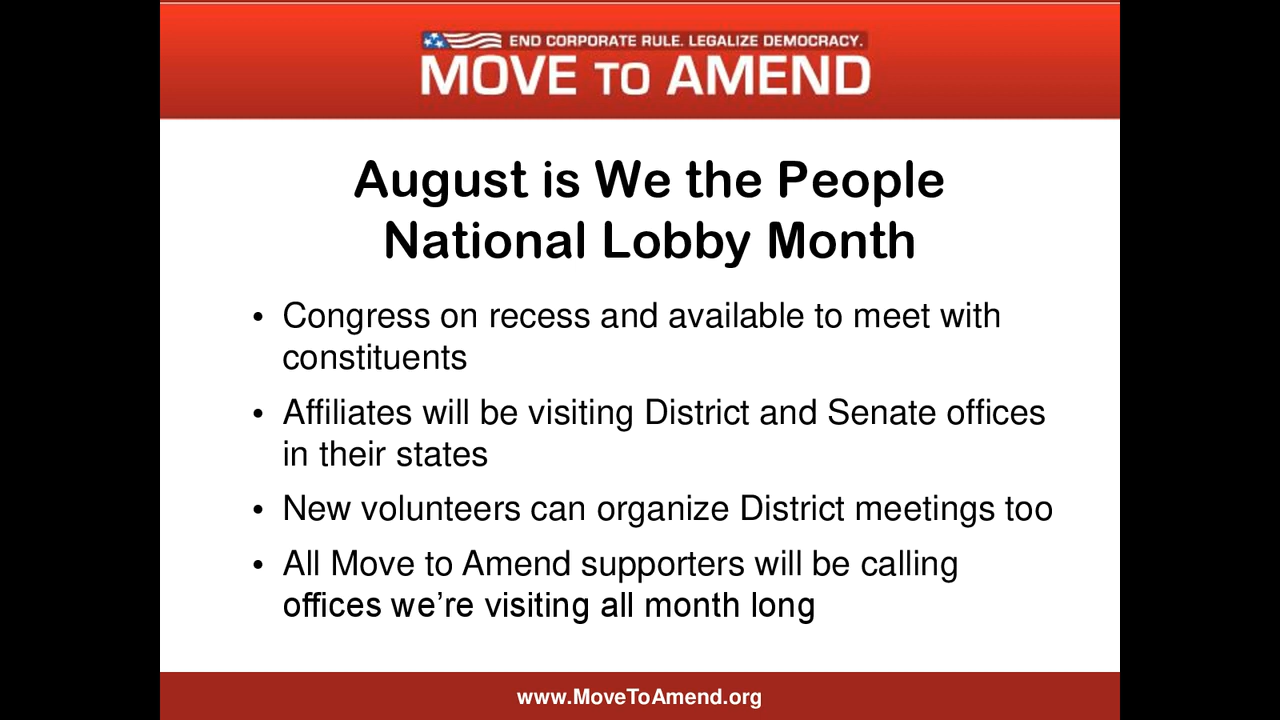 END CORPORATE RULE. LEGALIZE DEMOCRACY.
MOVE TO AMEND
August is We the People
National Lobby Month
• Congress on recess and available to meet with
constituents
• Affiliates will be visiting District and Senate offices
in their states
• New volunteers can organize District meetings too
• All Move to Amend supporters will be calling
offices we’re visiting all month long
www.MoveToAmend.org